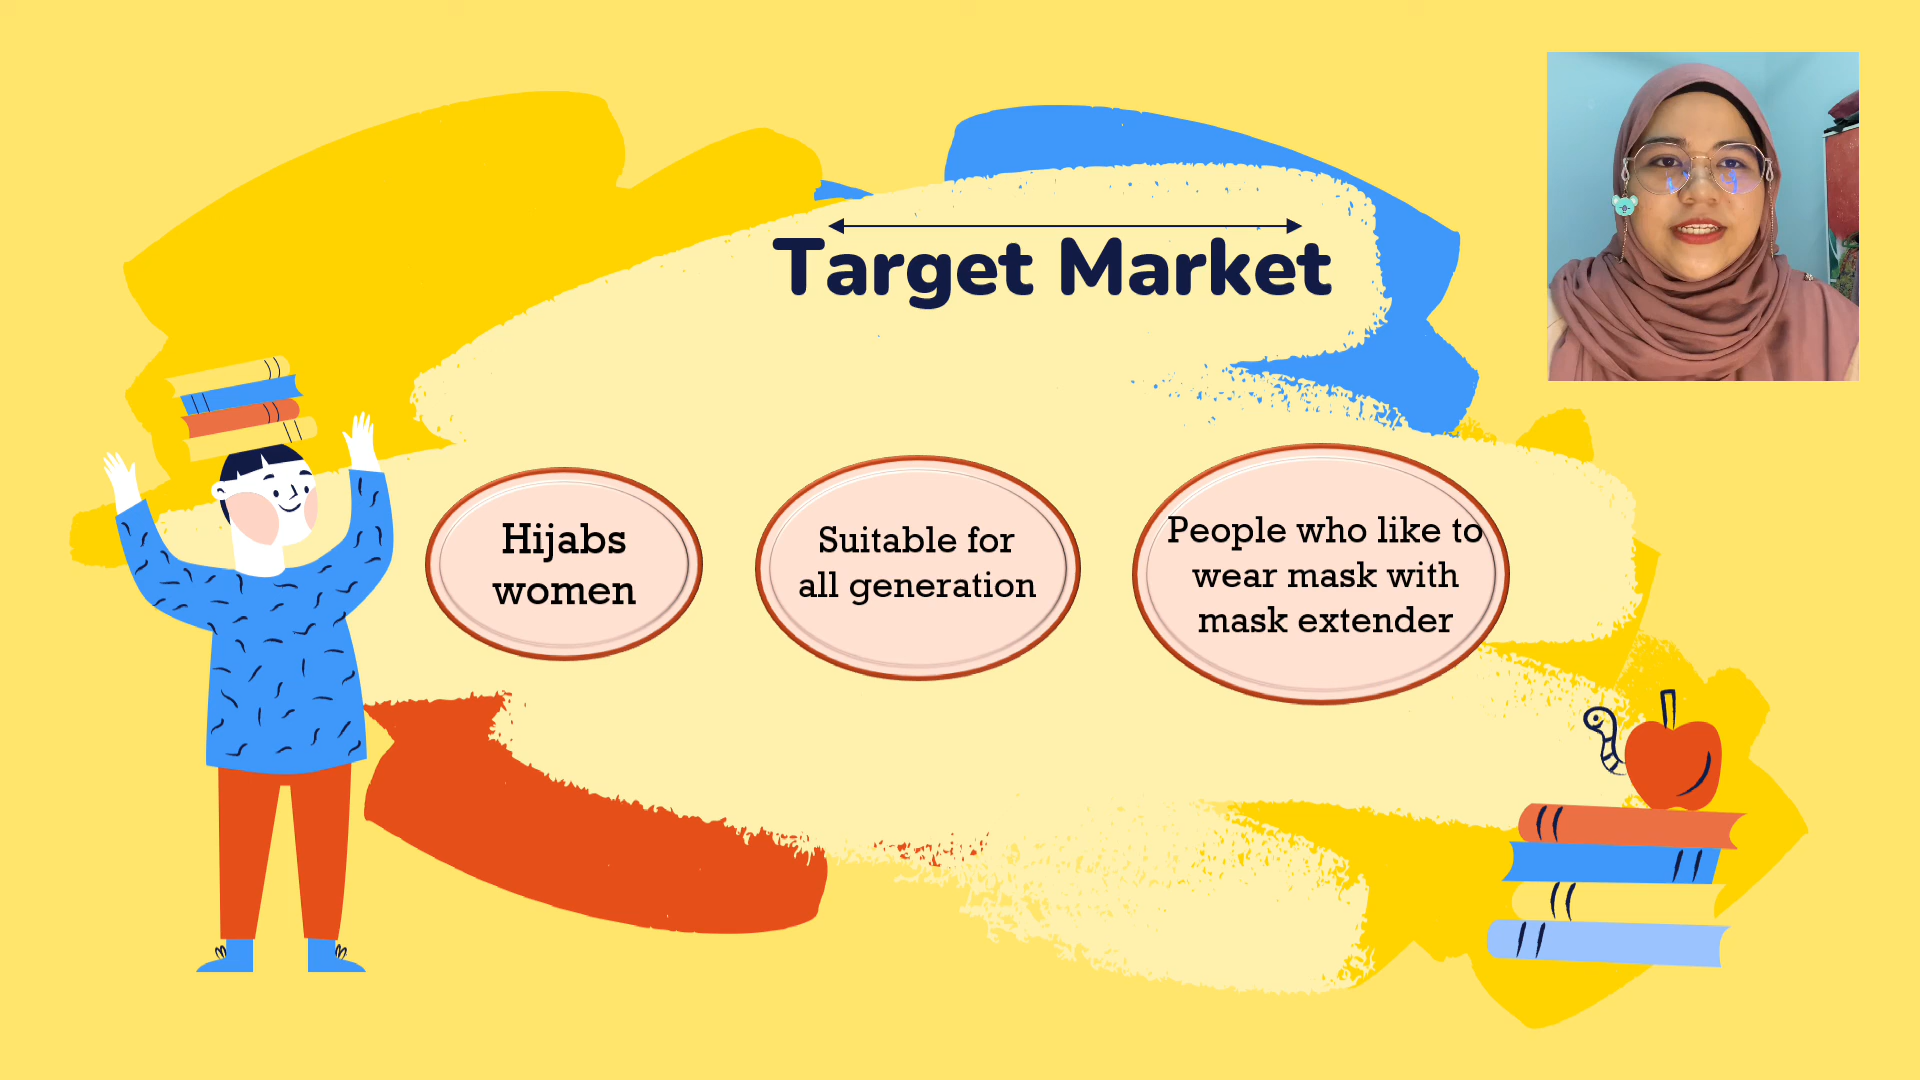 Target Market
Hijabs
women
Suitable for
all generation
People who like to
wear mask with
mask extender